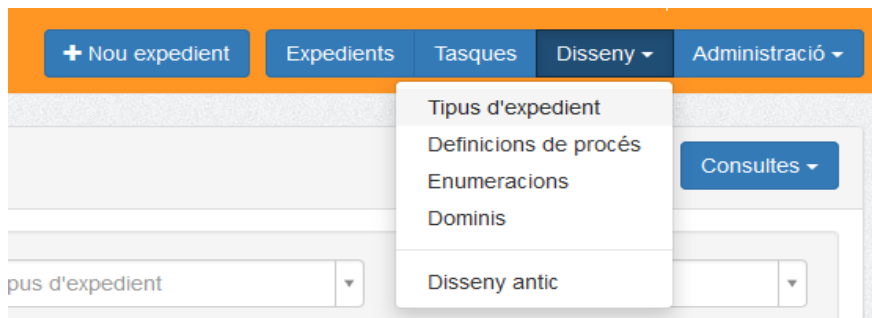 Nou expedient
Expedients
Tasques
Disseny
Administració
Tipus d'expedient
Definicions de procés
Enumeracions
Dominis
Disseny antic
Consultes
pus d'expedient